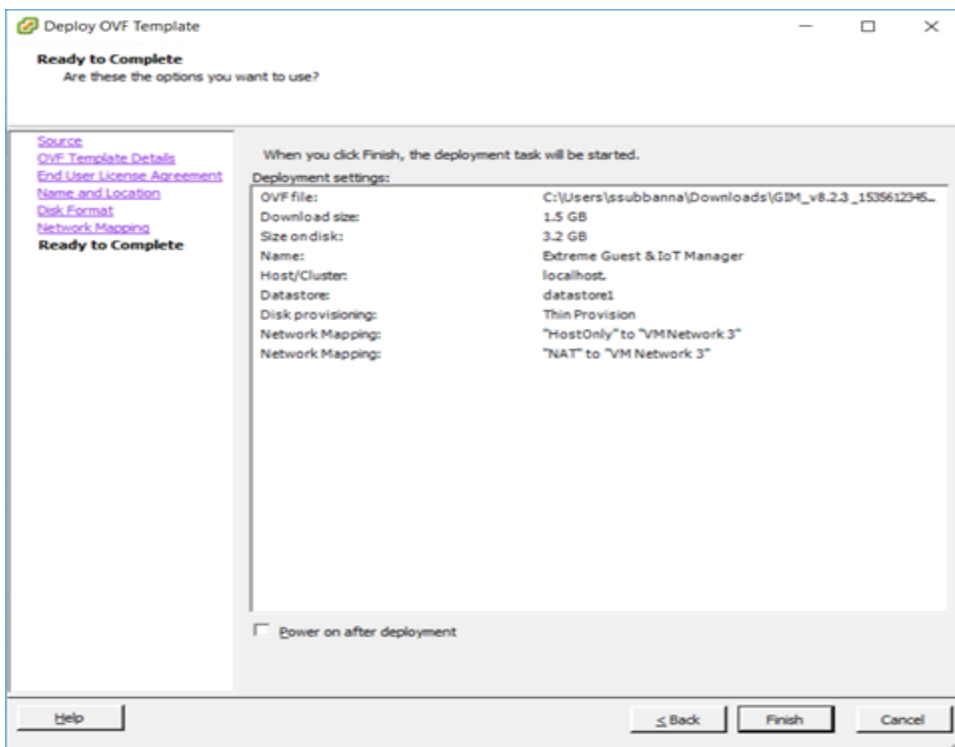 Deploy OVF Template
Ready to Complete
Are these the options you want to use?
Source
OVF Template Details
End User License Agreement
Name and Location
Disk Format
Network Mapping
Ready to Complete
When you click Finish, the deployment task will be started.
Deployment settings:
OVF file: C:\Users\ssubbanna\Downloads\GIM_v8.2.3_1535612345...
Download size: 1.5 GB
Size on disk: 3.2 GB
Name: Extreme Guest & IoT Manager
Host/Cluster: localhost.
Datastore: datastore1
Disk provisioning: Thin Provision
Network Mapping: "HostOnly" to "VM Network 3"
Network Mapping: "NAT" to "VM Network 3"
Power on after deployment
Help
< Back
Finish
Cancel